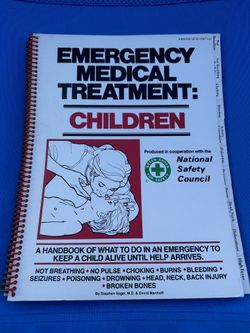 EMERGENCY
MEDICAL
TREATMENT:
CHILDREN
Produced in cooperation with the
National
Safety
Council
A HANDBOOK OF WHAT TO DO IN AN EMERGENCY TO
KEEP A CHILD ALIVE UNTIL HELP ARRIVES.
NOT BREATHING • NO PULSE • CHOKING • BURNS • BLEEDING •
SEIZURES • POISONING • DROWNING • HEAD, NECK, BACK INJURY
• BROKEN BONES
By Stephen Vogel, M.D. & David Manhoff